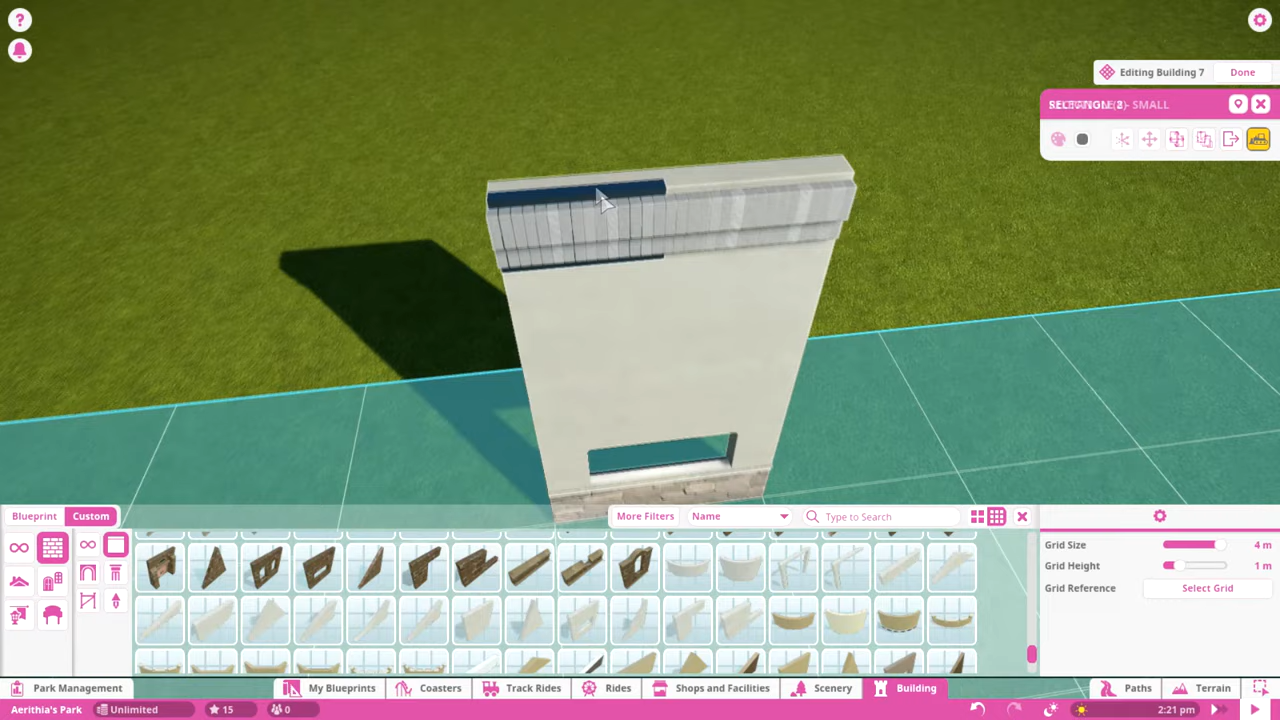 ?
Editing Building 7
Done
- SMALL
Blueprint
Custom
More Filters
Name
Type to Search
Grid Size
4 m
Grid Height
1 m
Grid Reference
Select Grid
Park Management
My Blueprints
Coasters
Track Rides
Rides
Shops and Facilities
Scenery
Building
Paths
Terrain
Aerithia's Park
Unlimited
15
0
2:21 pm